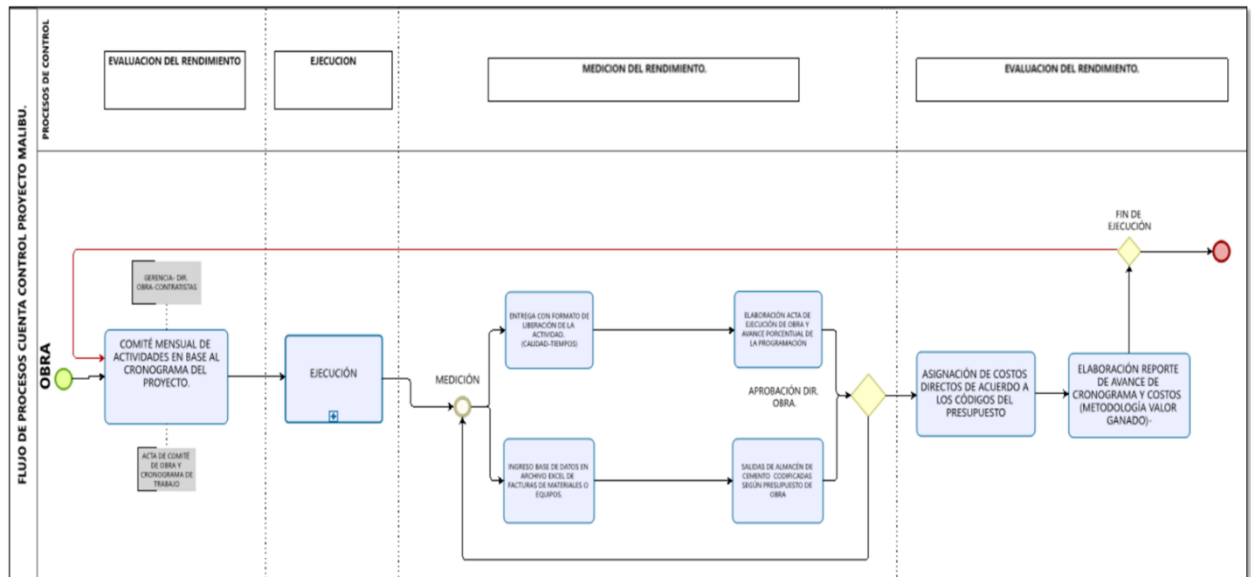 FLUJO DE PROCESOS CUENTA CONTROL PROYECTO MALIBU.
PROCESOS DE CONTROL
EVALUACION DEL RENDIMIENTO
EJECUCION
MEDICION DEL RENDIMIENTO.
EVALUACION DEL RENDIMIENTO.
OBRA
GERENCIA- DIR.
OBRA-CONTRATISTAS
COMITÉ MENSUAL DE
ACTIVIDADES EN BASE AL
CRONOGRAMA DEL
PROYECTO.
ACTA DE COMITÉ
DE OBRA Y
CRONOGRAMA DE
TRABAJO
EJECUCIÓN
MEDICIÓN
ENTREGA CON FORMATO DE
LIBERACIÓN DE LA
ACTIVIDAD.
(CALIDAD-TIEMPOS)
ELABORACIÓN ACTA DE
EJECUCIÓN DE OBRA Y
AVANCE PORCENTUAL DE
LA PROGRAMACIÓN
INGRESO BASE DE DATOS EN
ARCHIVO EXCEL DE
FACTURAS DE MATERIALES O
EQUIPOS.
SALIDAS DE ALMACÉN DE
CEMENTO CODIFICADAS
SEGÚN PRESUPUESTO DE
OBRA
APROBACIÓN DIR.
OBRA.
ASIGNACIÓN DE COSTOS
DIRECTOS DE ACUERDO A
LOS CÓDIGOS DEL
PRESUPUESTO
ELABORACIÓN REPORTE
DE AVANCE DE
CRONOGRAMA Y COSTOS
(METODOLOGÍA VALOR
GANADO)-
FIN DE
EJECUCIÓN